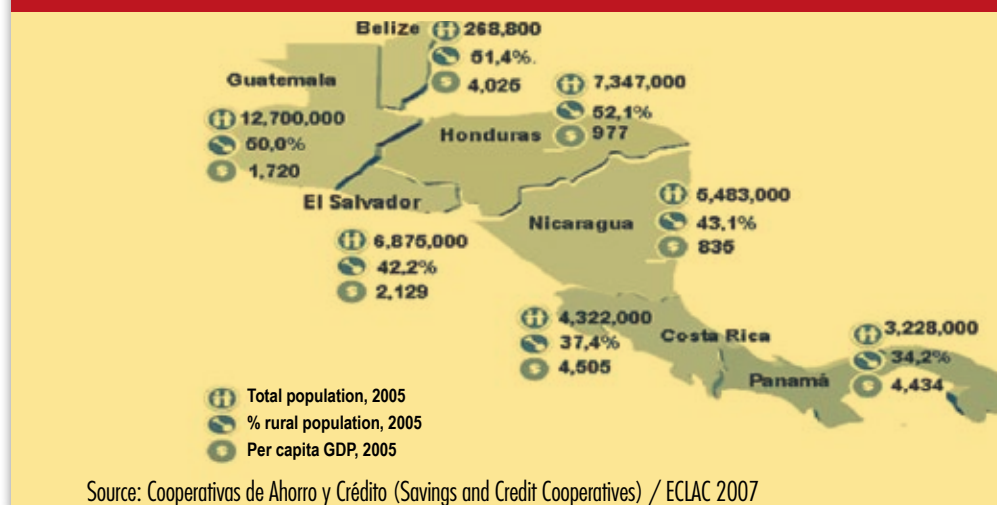 Belize
268,800
51,4%.
4,025
Guatemala
12,700,000
50,0%
1,720
Honduras
7,347,000
52,1%
977
El Salvador
6,875,000
42,2%
2,129
Nicaragua
5,483,000
43,1%
835
Costa Rica
4,322,000
37,4%
4,505
Panamá
3,228,000
34,2%
4,434
Total population, 2005
% rural population, 2005
Per capita GDP, 2005
Source: Cooperativas de Ahorro y Crédito (Savings and Credit Cooperatives) / ECLAC 2007